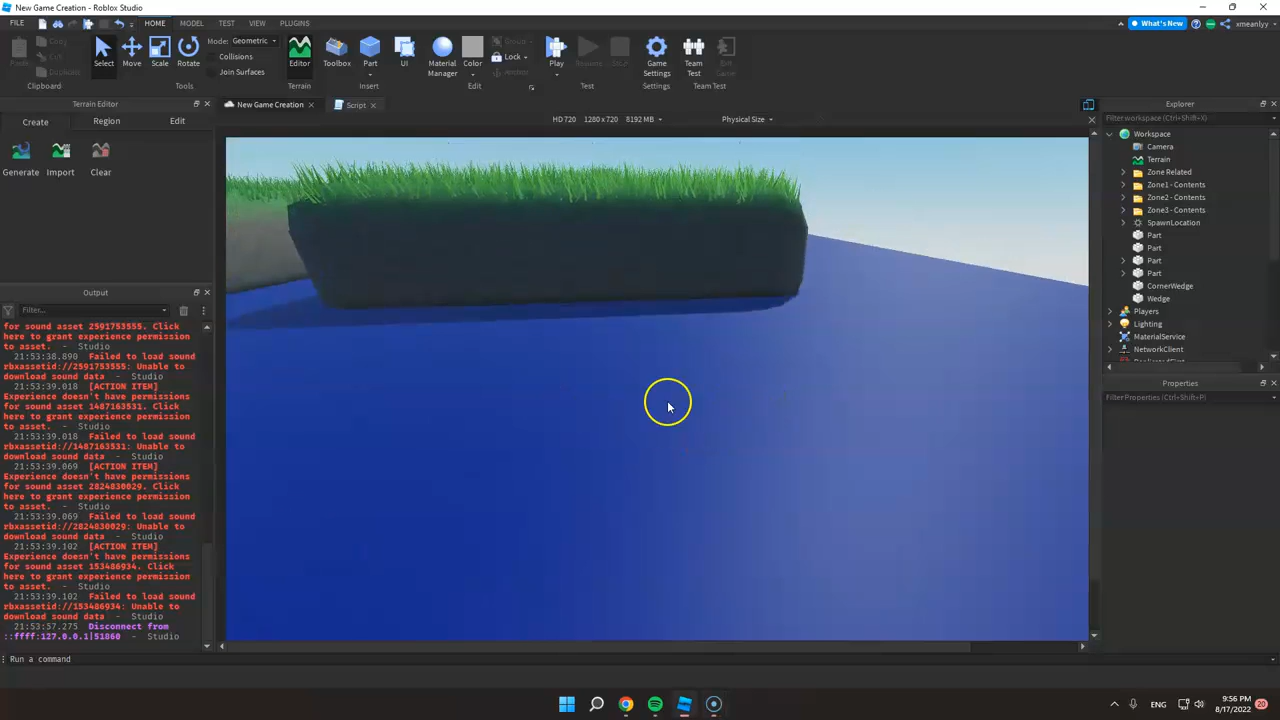 New Game Creation - Roblox Studio
FILE HOME MODEL TEST VIEW PLUGINS What's New xmeanlyy
Paste Copy Cut Duplicate Select Move Scale Rotate Mode: Geometric Collisions Join Surfaces Editor Toolbox Part UI Material Manager Color Group Lock Anchor Play Resume Stop Game Settings Team Test Exit Game
Clipboard Tools Terrain Insert Edit Test Settings Team Test
Terrain Editor
New Game Creation Script
Explorer
Create Region Edit
HD 720 1280 x 720 8192 MB Physical Size
Filter workspace (Ctrl+Shift+X)
Generate Import Clear
Workspace
Camera
Terrain
Zone Related
Zone1 - Contents
Zone2 - Contents
Zone3 - Contents
SpawnLocation
Part
Part
Part
Part
CornerWedge
Wedge
Players
Lighting
MaterialService
NetworkClient
ReplicatedFirst
Properties
Filter Properties (Ctrl+Shift+P)
Output
Filter...
for sound asset 2591753555. Click
here to grant experience permission
to asset. - Studio
21:53:38.890 Failed to load sound
rbxassetid://2591753555: Unable to
download sound data - Studio
21:53:39.018 [ACTION ITEM]
Experience doesn't have permissions
for sound asset 1487163531. Click
here to grant experience permission
to asset. - Studio
21:53:39.018 Failed to load sound
rbxassetid://1487163531: Unable to
download sound data - Studio
21:53:39.069 [ACTION ITEM]
Experience doesn't have permissions
for sound asset 2824830029. Click
here to grant experience permission
to asset. - Studio
21:53:39.069 Failed to load sound
rbxassetid://2824830029: Unable to
download sound data - Studio
21:53:39.102 [ACTION ITEM]
Experience doesn't have permissions
for sound asset 153486934. Click
here to grant experience permission
to asset. - Studio
21:53:39.102 Failed to load sound
rbxassetid://153486934: Unable to
download sound data - Studio
21:53:57.275 Disconnect from
::ffff:127.0.0.1|51860 - Studio
Run a command
ENG 9:56 PM
8/17/2022 20